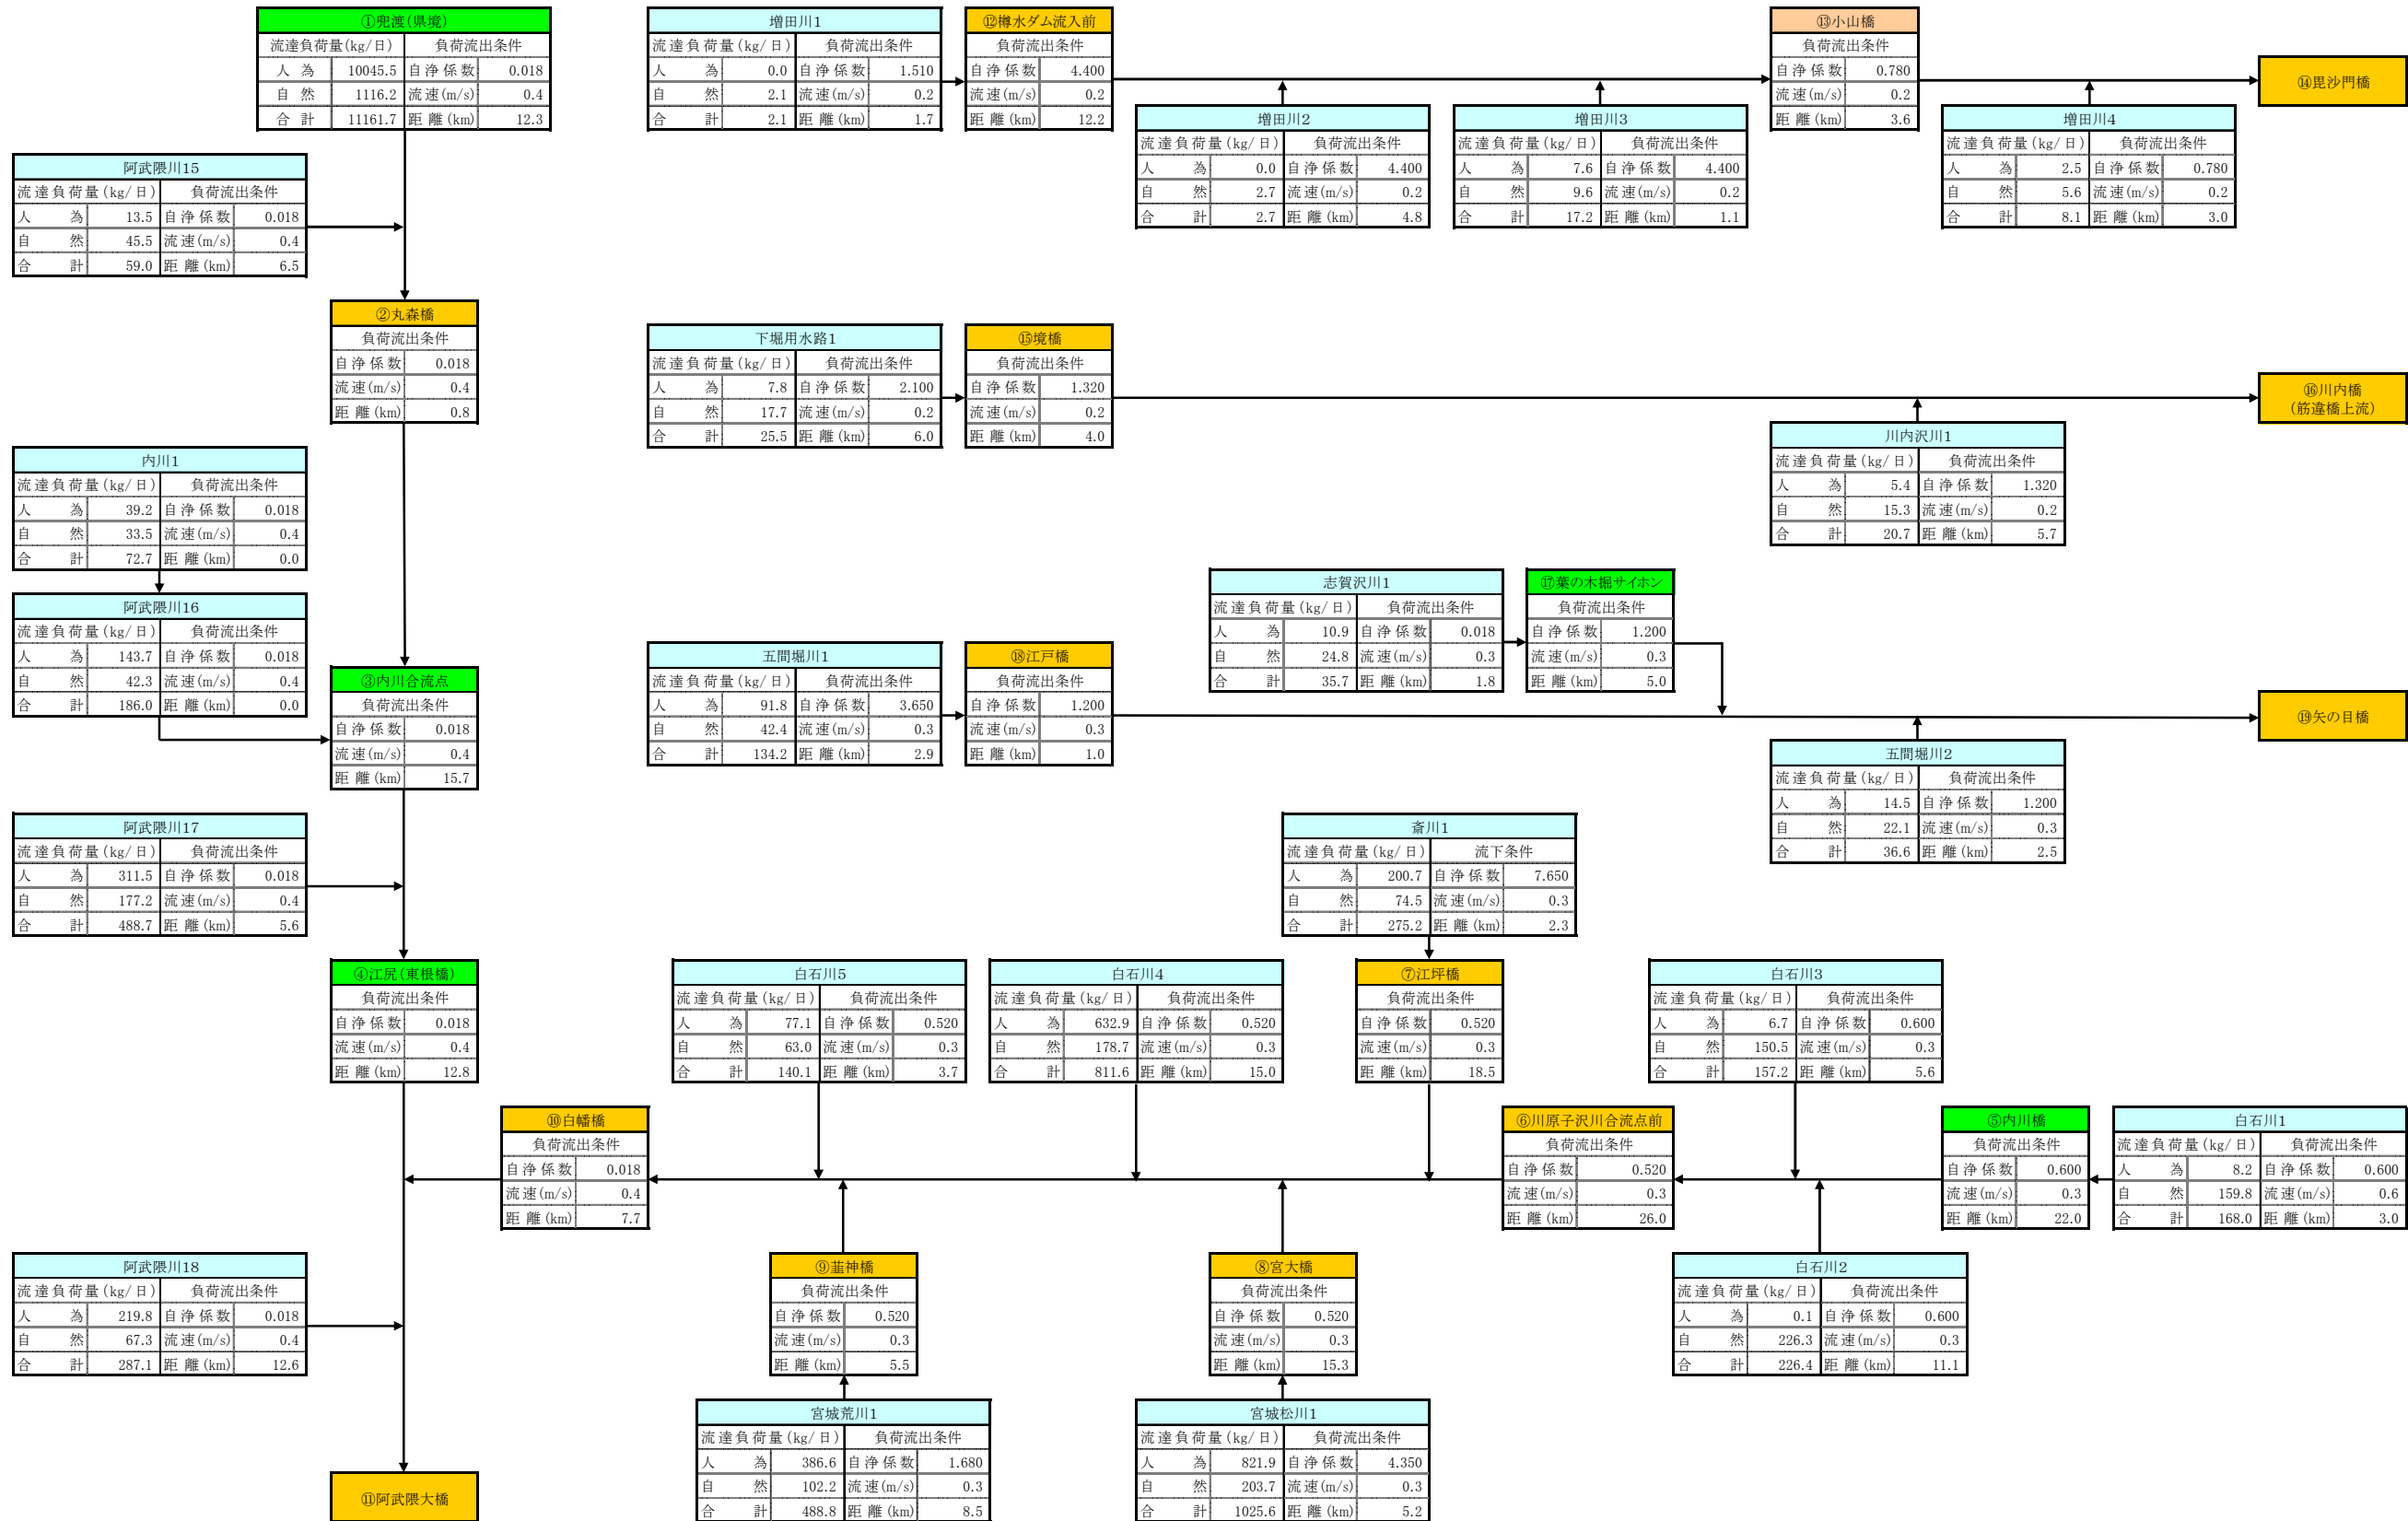 ①兜渡(県境)
流達負荷量(kg/日) 負荷流出条件
人 為 10045.5 自浄係数 0.018
自 然 1116.2 流速(m/s) 0.4
合 計 11161.7 距離(km) 12.3
増田川1
流達負荷量(kg/日) 負荷流出条件
人 為 0.0 自浄係数 1.510
自 然 2.1 流速(m/s) 0.2
合 計 2.1 距離(km) 1.7
⑫樽水ダム流入前
自浄係数 4.400
流速(m/s) 0.2
距離(km) 12.2
⑬小山橋
負荷流出条件
自浄係数 0.780
流速(m/s) 0.2
距離(km) 3.6
⑭毘沙門橋
増田川2
流達負荷量(kg/日) 負荷流出条件
人 為 0.0 自浄係数 4.400
自 然 2.7 流速(m/s) 0.2
合 計 2.7 距離(km) 4.8
増田川3
流達負荷量(kg/日) 負荷流出条件
人 為 7.6 自浄係数 4.400
自 然 9.6 流速(m/s) 0.2
合 計 17.2 距離(km) 1.1
増田川4
流達負荷量(kg/日) 負荷流出条件
人 為 2.5 自浄係数 0.780
自 然 5.6 流速(m/s) 0.2
合 計 8.1 距離(km) 3.0
阿武隈川15
流達負荷量(kg/日) 負荷流出条件
人 為 13.5 自浄係数 0.018
自 然 45.5 流速(m/s) 0.4
合 計 59.0 距離(km) 6.5
②丸森橋
負荷流出条件
自浄係数 0.018
流速(m/s) 0.4
距離(km) 0.8
下堀用水路1
流達負荷量(kg/日) 負荷流出条件
人 為 7.8 自浄係数 2.100
自 然 17.7 流速(m/s) 0.2
合 計 25.5 距離(km) 6.0
⑮境橋
負荷流出条件
自浄係数 1.320
流速(m/s) 0.2
距離(km) 4.0
⑯川内橋
(筋違橋上流)
川内沢川1
流達負荷量(kg/日) 負荷流出条件
人 為 5.4 自浄係数 1.320
自 然 15.3 流速(m/s) 0.2
合 計 20.7 距離(km) 5.7
内川1
流達負荷量(kg/日) 負荷流出条件
人 為 39.2 自浄係数 0.018
自 然 33.5 流速(m/s) 0.4
合 計 72.7 距離(km) 0.0
阿武隈川16
流達負荷量(kg/日) 負荷流出条件
人 為 143.7 自浄係数 0.018
自 然 42.3 流速(m/s) 0.4
合 計 186.0 距離(km) 0.0
③内川合流点
負荷流出条件
自浄係数 0.018
流速(m/s) 0.4
距離(km) 15.7
志賀沢川1
流達負荷量(kg/日) 負荷流出条件
人 為 10.9 自浄係数 0.018
自 然 24.8 流速(m/s) 0.3
合 計 35.7 距離(km) 1.8
⑰葉の木掘サイホン
負荷流出条件
自浄係数 1.200
流速(m/s) 0.3
距離(km) 5.0
五間堀川1
流達負荷量(kg/日) 負荷流出条件
人 為 91.8 自浄係数 3.650
自 然 42.4 流速(m/s) 0.3
合 計 134.2 距離(km) 2.9
⑱江戸橋
負荷流出条件
自浄係数 1.200
流速(m/s) 0.3
距離(km) 1.0
⑲矢の目橋
五間堀川2
流達負荷量(kg/日) 負荷流出条件
人 為 14.5 自浄係数 1.200
自 然 22.1 流速(m/s) 0.3
合 計 36.6 距離(km) 2.5
阿武隈川17
流達負荷量(kg/日) 負荷流出条件
人 為 311.5 自浄係数 0.018
自 然 177.2 流速(m/s) 0.4
合 計 488.7 距離(km) 5.6
斎川1
流達負荷量(kg/日) 流下条件
人 為 200.7 自浄係数 7.650
自 然 74.5 流速(m/s) 0.3
合 計 275.2 距離(km) 2.3
④江尻(東根橋)
負荷流出条件
自浄係数 0.018
流速(m/s) 0.4
距離(km) 12.8
白石川5
流達負荷量(kg/日) 負荷流出条件
人 為 77.1 自浄係数 0.520
自 然 63.0 流速(m/s) 0.3
合 計 140.1 距離(km) 3.7
白石川4
流達負荷量(kg/日) 負荷流出条件
人 為 632.9 自浄係数 0.520
自 然 178.7 流速(m/s) 0.3
合 計 811.6 距離(km) 15.0
⑦江坪橋
負荷流出条件
自浄係数 0.520
流速(m/s) 0.3
距離(km) 18.5
白石川3
流達負荷量(kg/日) 負荷流出条件
人 為 6.7 自浄係数 0.600
自 然 150.5 流速(m/s) 0.3
合 計 157.2 距離(km) 5.6
⑩白幡橋
負荷流出条件
自浄係数 0.018
流速(m/s) 0.4
距離(km) 7.7
⑥川原子沢川合流点前
負荷流出条件
自浄係数 0.520
流速(m/s) 0.3
距離(km) 26.0
⑤内川橋
負荷流出条件
自浄係数 0.600
流速(m/s) 0.3
距離(km) 22.0
白石川1
流達負荷量(kg/日) 負荷流出条件
人 為 8.2 自浄係数 0.600
自 然 159.8 流速(m/s) 0.6
合 計 168.0 距離(km) 3.0
阿武隈川18
流達負荷量(kg/日) 負荷流出条件
人 為 219.8 自浄係数 0.018
自 然 67.3 流速(m/s) 0.4
合 計 287.1 距離(km) 12.6
⑨韮神橋
負荷流出条件
自浄係数 0.520
流速(m/s) 0.3
距離(km) 5.5
⑧宮大橋
負荷流出条件
自浄係数 0.520
流速(m/s) 0.3
距離(km) 15.3
白石川2
流達負荷量(kg/日) 負荷流出条件
人 為 0.1 自浄係数 0.600
自 然 226.3 流速(m/s) 0.3
合 計 226.4 距離(km) 11.1
⑪阿武隈大橋
宮城荒川1
流達負荷量(kg/日) 負荷流出条件
人 為 386.6 自浄係数 1.680
自 然 102.2 流速(m/s) 0.3
合 計 488.8 距離(km) 8.5
宮城松川1
流達負荷量(kg/日) 負荷流出条件
人 為 821.9 自浄係数 4.350
自 然 203.7 流速(m/s) 0.3
合 計 1025.6 距離(km) 5.2